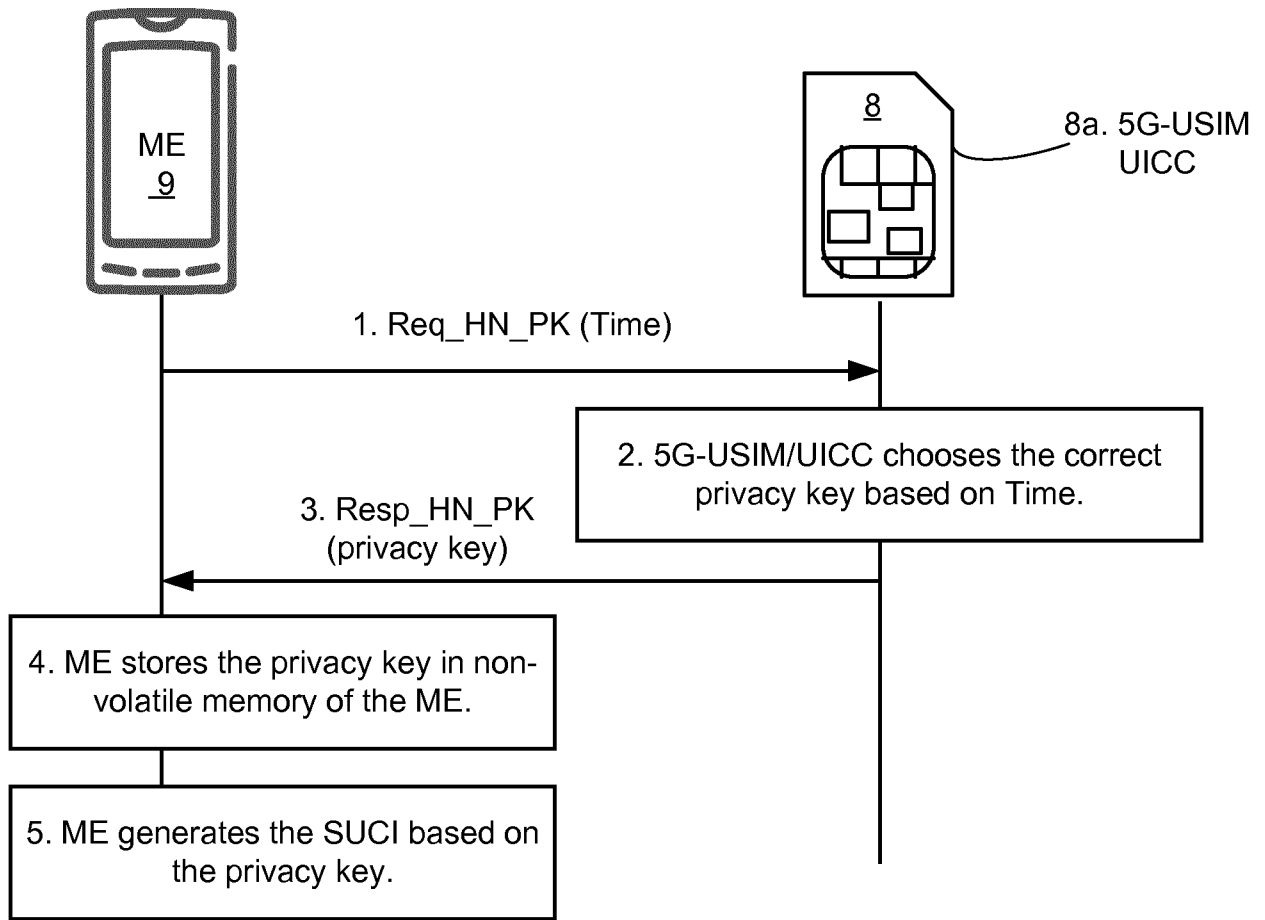 ME
9
8
8a. 5G-USIM
UICC
1. Req_HN_PK (Time)
2. 5G-USIM/UICC chooses the correct
privacy key based on Time.
3. Resp_HN_PK
(privacy key)
4. ME stores the privacy key in non-
volatile memory of the ME.
5. ME generates the SUCI based on
the privacy key.